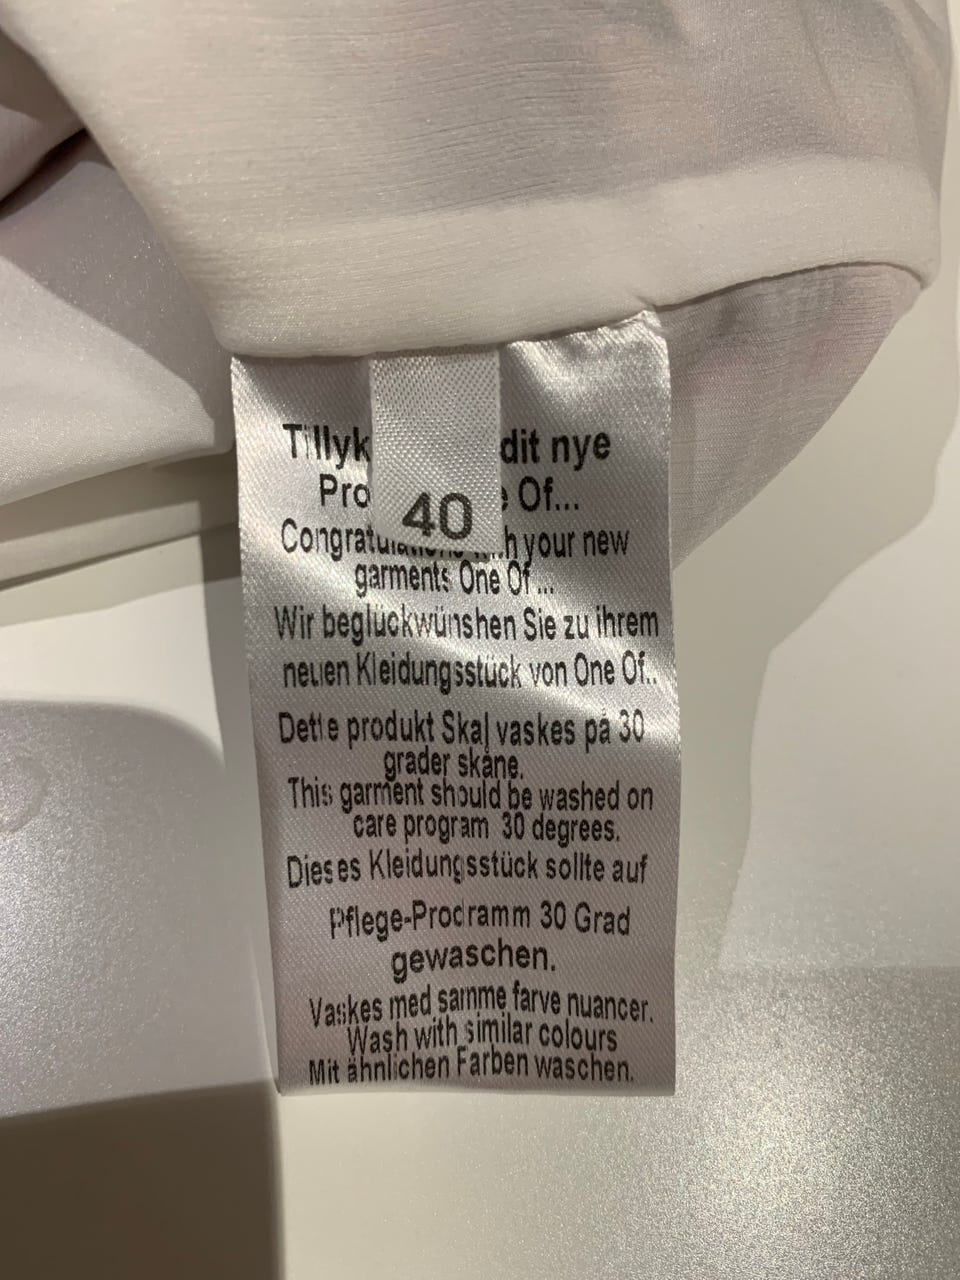 Tillyk dit nye
Pro Of...
40
Congratulations with your new
garments One Of ...
Wir beglückwünshen Sie zu ihrem
neuen Kleidungsstück von One Of..
Dette produkt Skal vaskes på 30
grader skåne.
This garment should be washed on
care program 30 degrees.
Dieses Kleidungsstück sollte auf
Pflege-Programm 30 Grad
gewaschen.
Vaskes med samme farve nuancer.
Wash with similar colours
Mit ähnlichen Farben waschen.